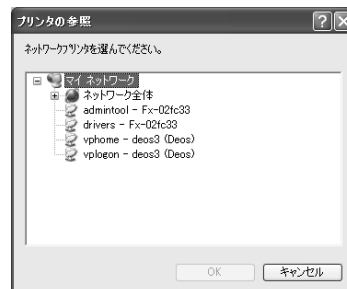 プリンタの参照
ネットワークプリンタを選んでください。
マイ ネットワーク
ネットワーク全体
admintool - Fx-02fc33
drivers - Fx-02fc33
vphome - deos3 (Deos)
vplogon - deos3 (Deos)
OK
キャンセル